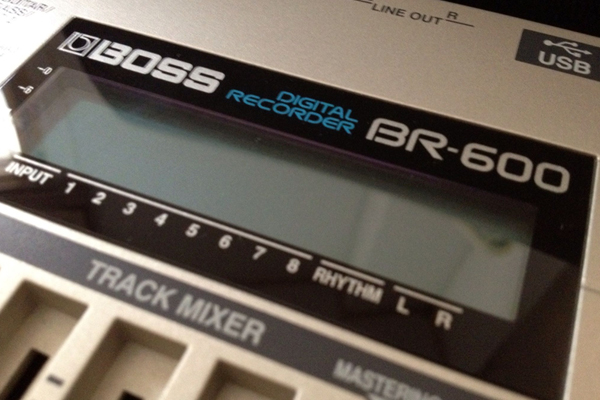 LINE OUT R
USB
BOSS
DIGITAL
RECORDER
BR-600
INPUT 1 2 3 4 5 6 7 8 RHYTHM L R
TRACK MIXER
MASTERING